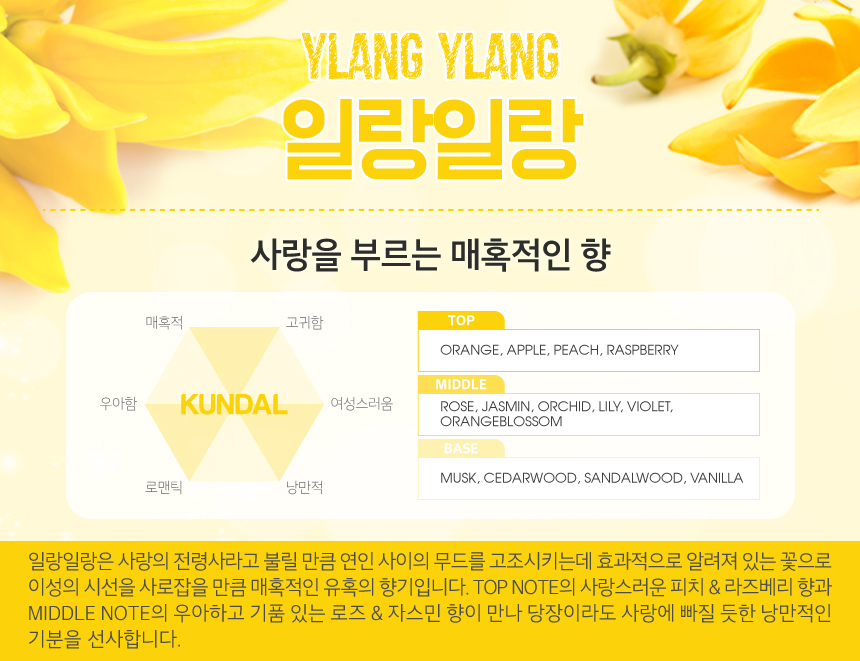 YLANG YLANG
일랑일랑
사랑을 부르는 매혹적인 향
매혹적
고귀함
우아함
KUNDAL
여성스러움
로맨틱
낭만적
TOP
ORANGE, APPLE, PEACH, RASPBERRY
MIDDLE
ROSE, JASMIN, ORCHID, LILY, VIOLET,
ORANGEBLOSSOM
BASE
MUSK, CEDARWOOD, SANDALWOOD, VANILLA
일랑일랑은 사랑의 전령사라고 불릴 만큼 연인 사이의 무드를 고조시키는데 효과적으로 알려져 있는 꽃으로
이성의 시선을 사로잡을 만큼 매혹적인 유혹의 향기입니다. TOP NOTE의 사랑스러운 피치 & 라즈베리 향과
MIDDLE NOTE의 우아하고 기품 있는 로즈 & 자스민 향이 만나 당장이라도 사랑에 빠질 듯한 낭만적인
기분을 선사합니다.